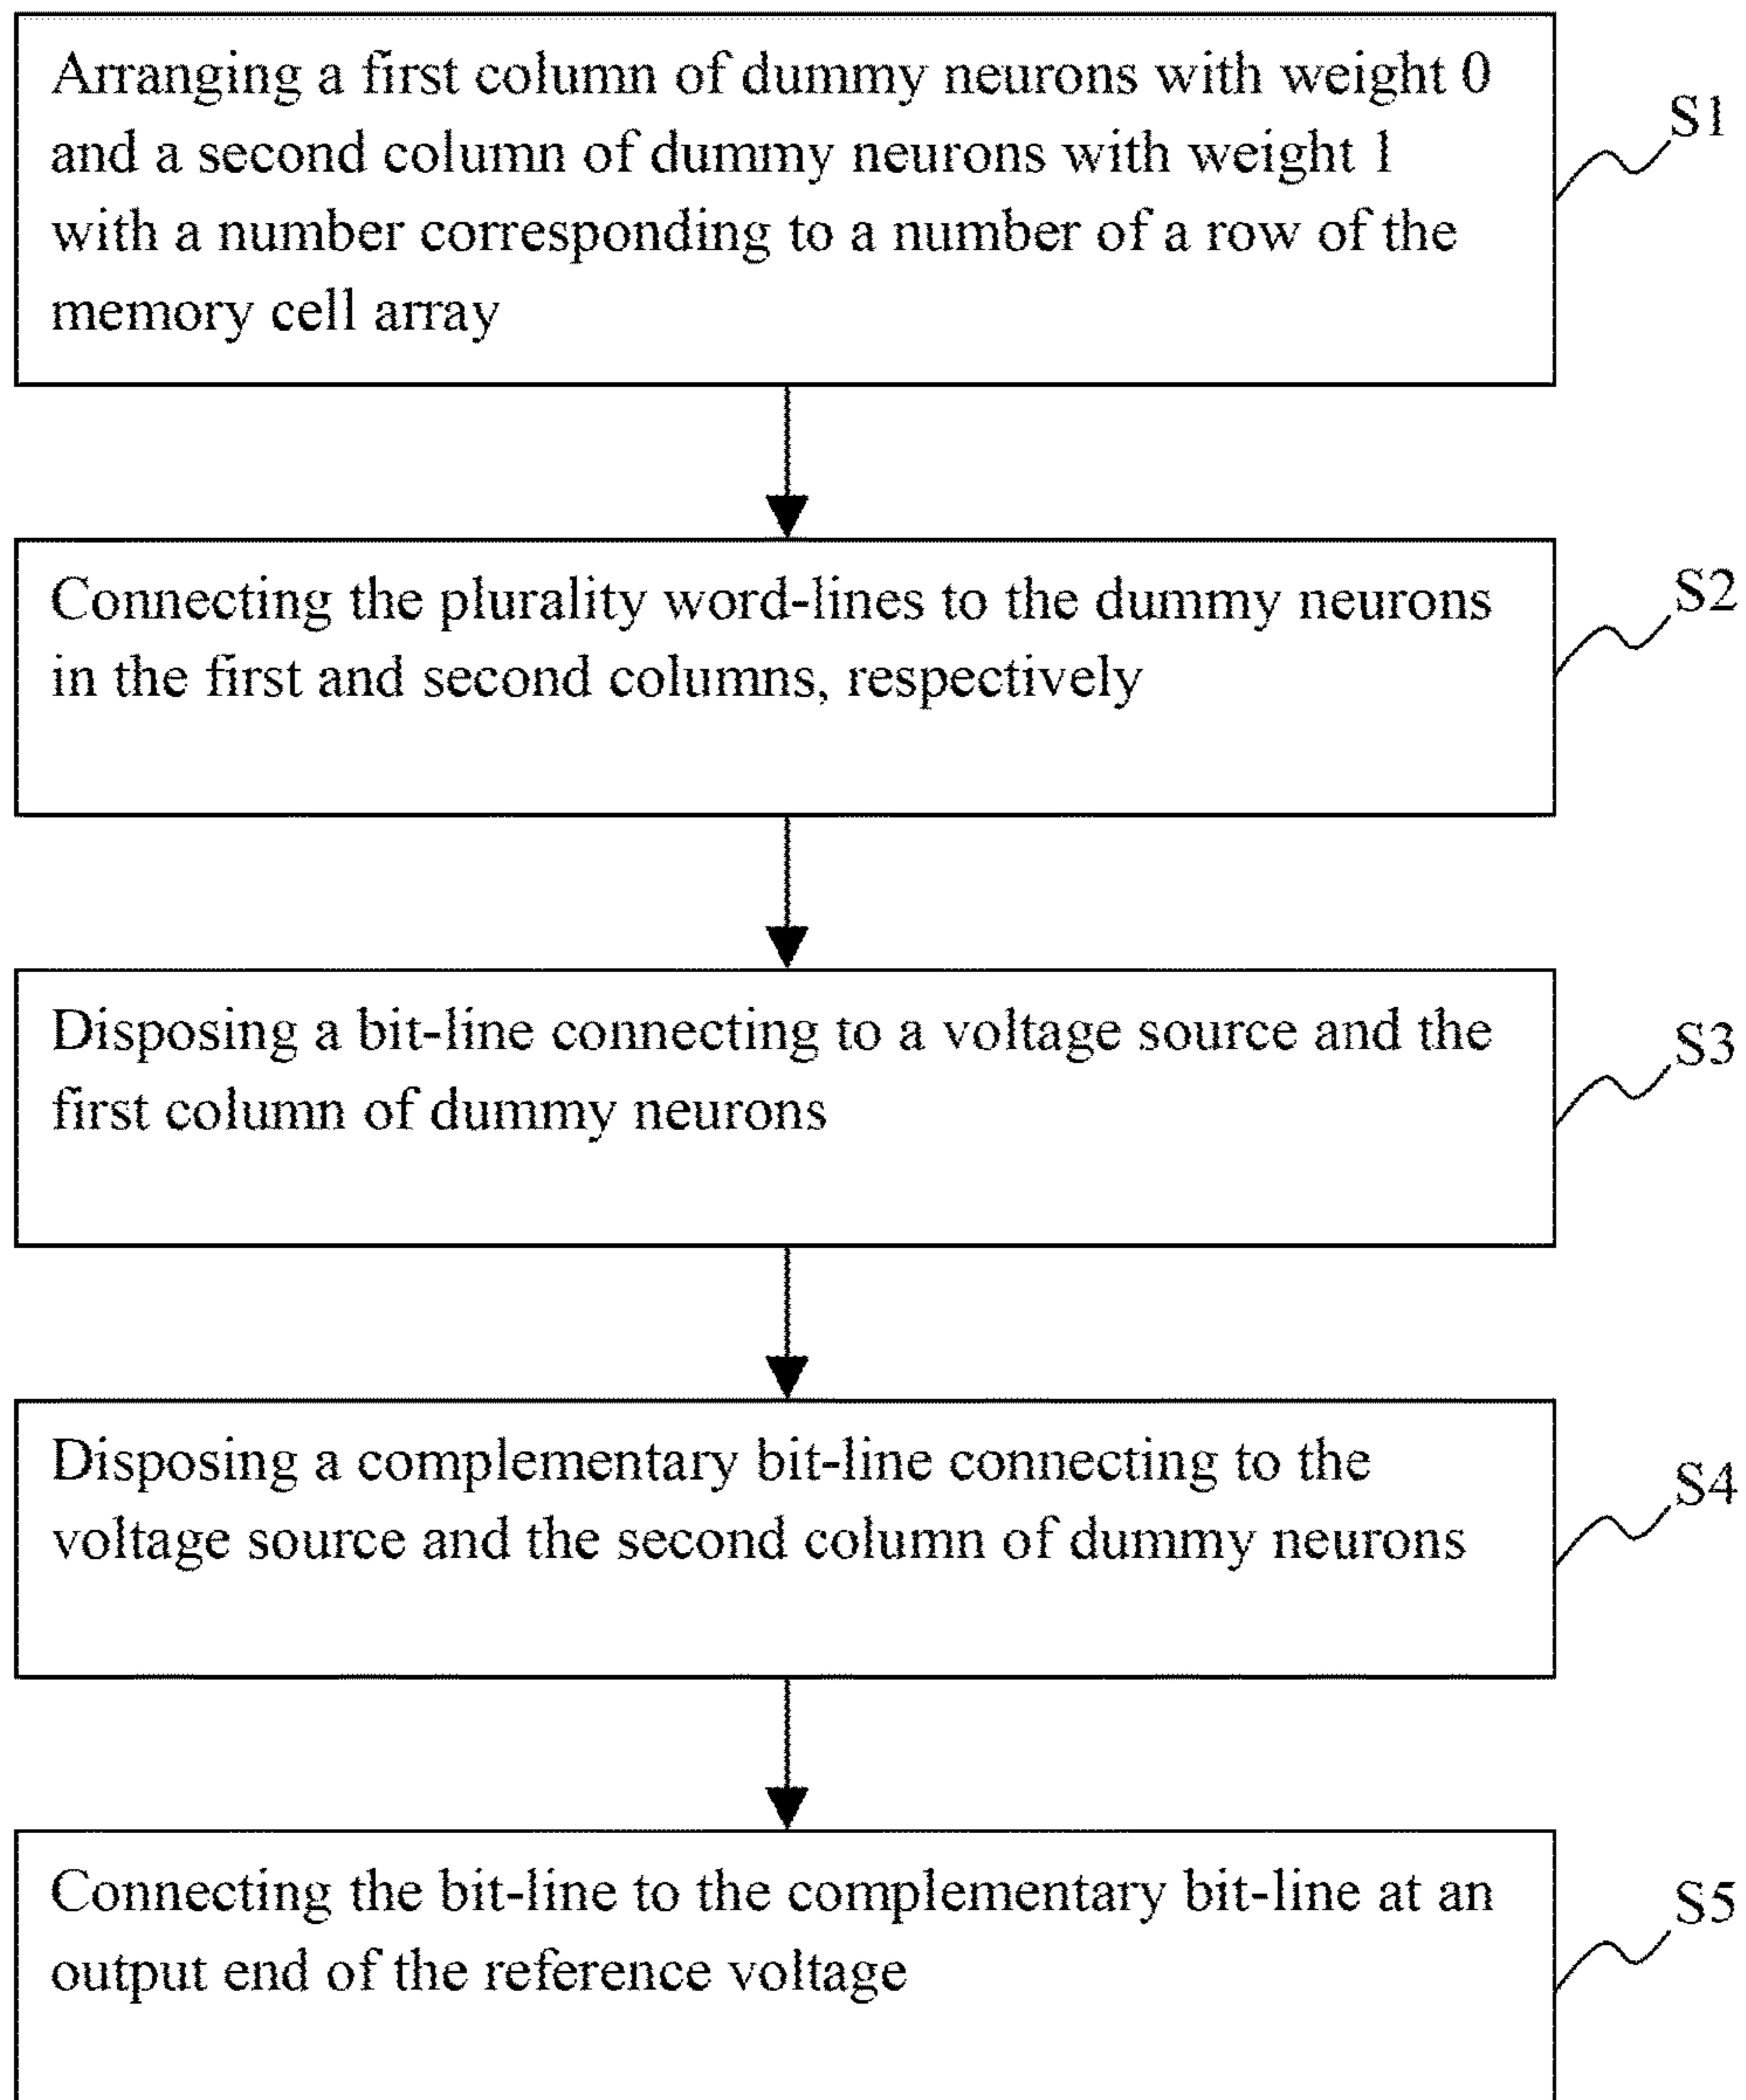 Arranging a first column of dummy neurons with weight 0
and a second column of dummy neurons with weight 1
with a number corresponding to a number of a row of the
memory cell array
S1
Connecting the plurality word-lines to the dummy neurons
in the first and second columns, respectively
S2
Disposing a bit-line connecting to a voltage source and the
first column of dummy neurons
S3
Disposing a complementary bit-line connecting to the
voltage source and the second column of dummy neurons
S4
Connecting the bit-line to the complementary bit-line at an
output end of the reference voltage
S5